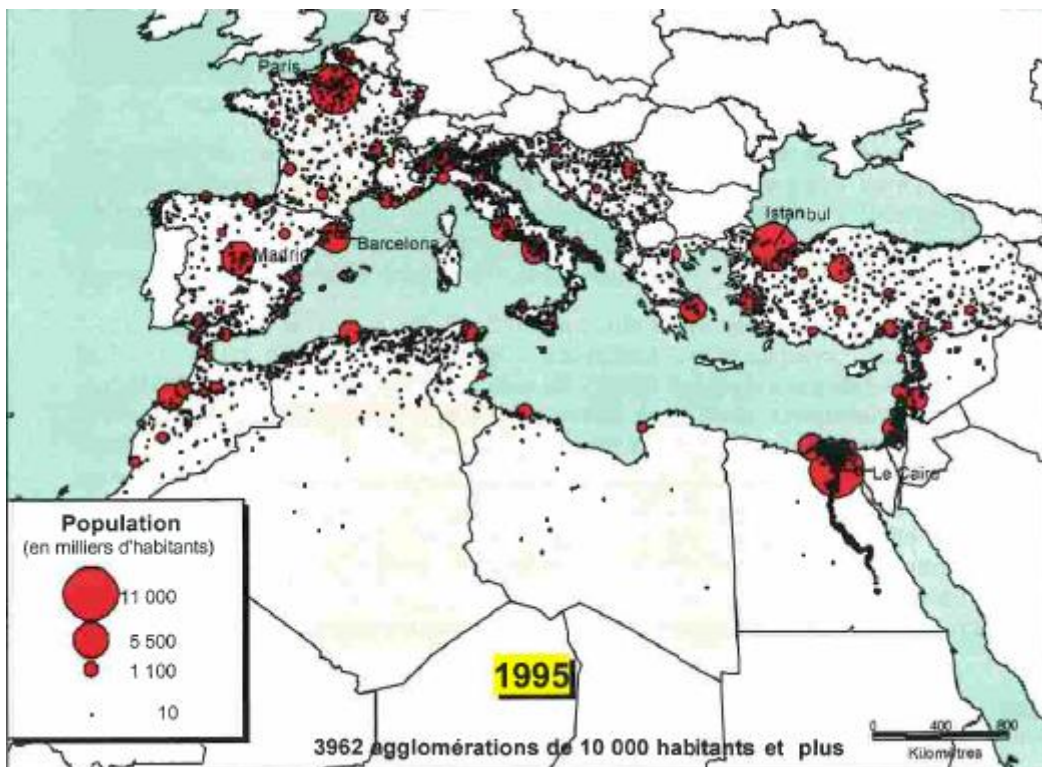 Paris
Istanbul
Barcelona
Madrid
Le Caire
Population
(en milliers d'habitants)
11 000
5 500
1 100
10
1995
3962 agglomérations de 10 000 habitants et plus
0 400 800
Kilomètres